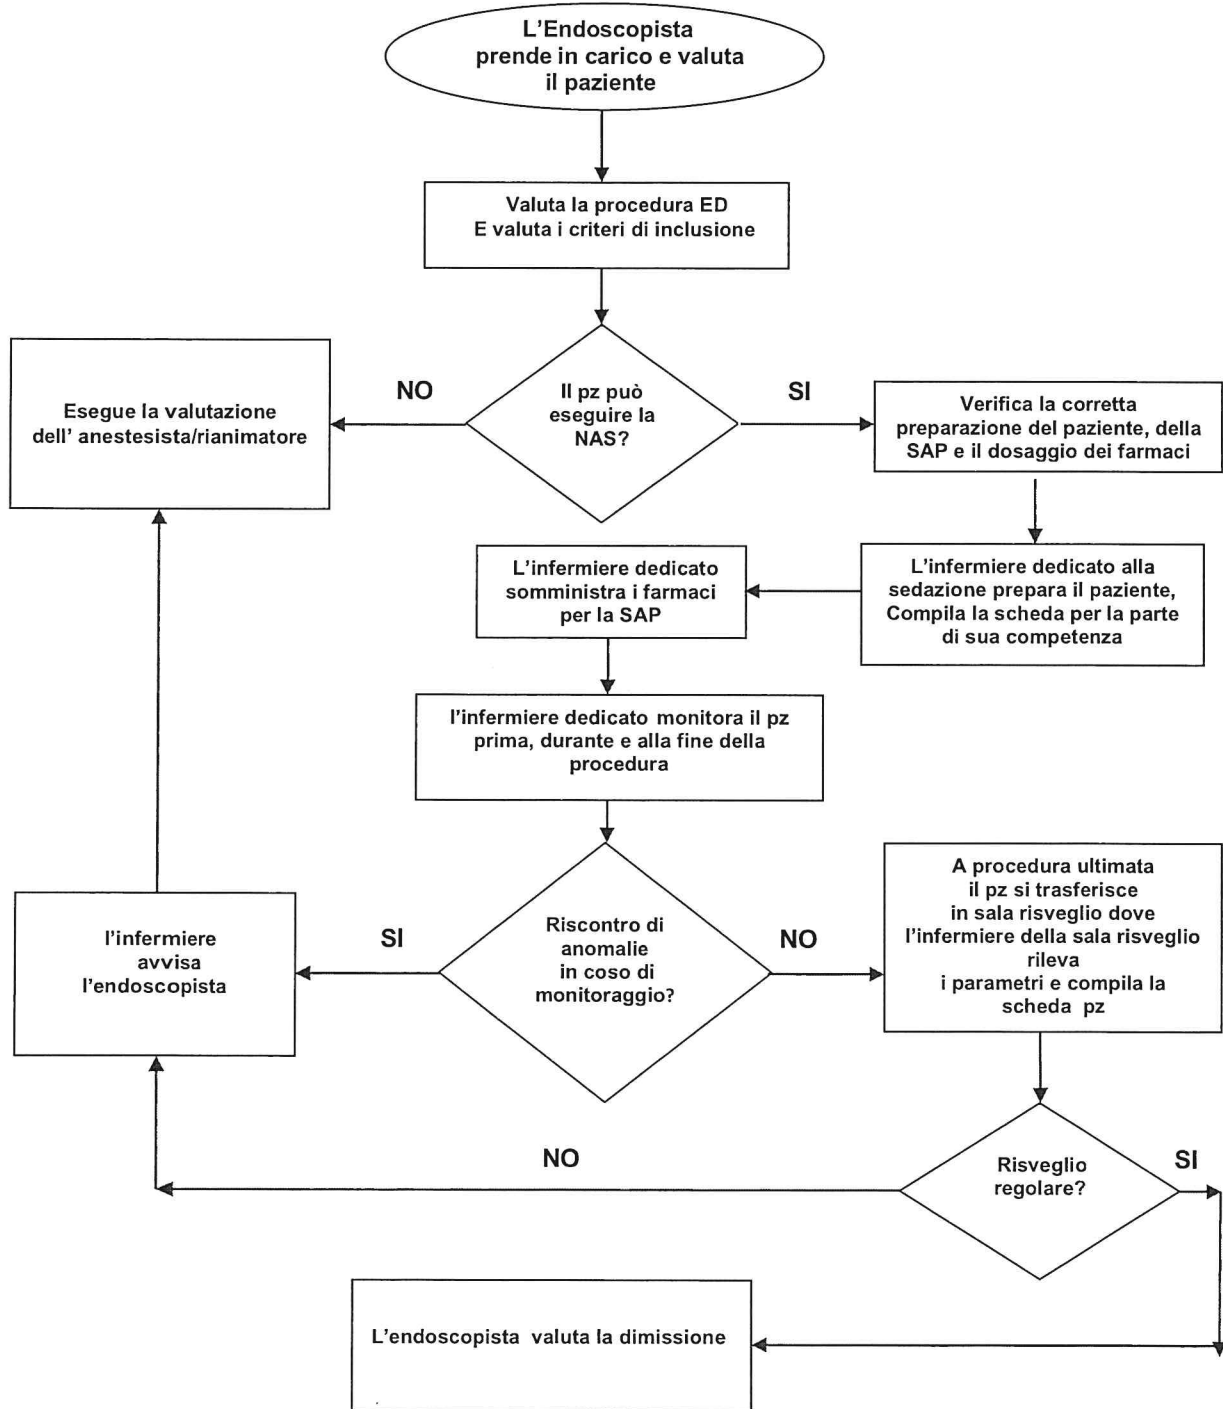 L'Endoscopista
prende in carico e valuta
il paziente
Valuta la procedura ED
E valuta i criteri di inclusione
Il pz può
eseguire la
NAS?
NO
SI
Esegue la valutazione
dell' anestesista/rianimatore
Verifica la corretta
preparazione del paziente, della
SAP e il dosaggio dei farmaci
L'infermiere dedicato alla
sedazione prepara il paziente,
Compila la scheda per la parte
di sua competenza
L'infermiere dedicato
somministra i farmaci
per la SAP
l'infermiere dedicato monitora il pz
prima, durante e alla fine della
procedura
Riscontro di
anomalie
in coso di
monitoraggio?
SI
NO
l'infermiere
avvisa
l'endoscopista
A procedura ultimata
il pz si trasferisce
in sala risveglio dove
l'infermiere della sala risveglio
rileva
i parametri e compila la
scheda pz
Risveglio
regolare?
NO
SI
L'endoscopista valuta la dimissione